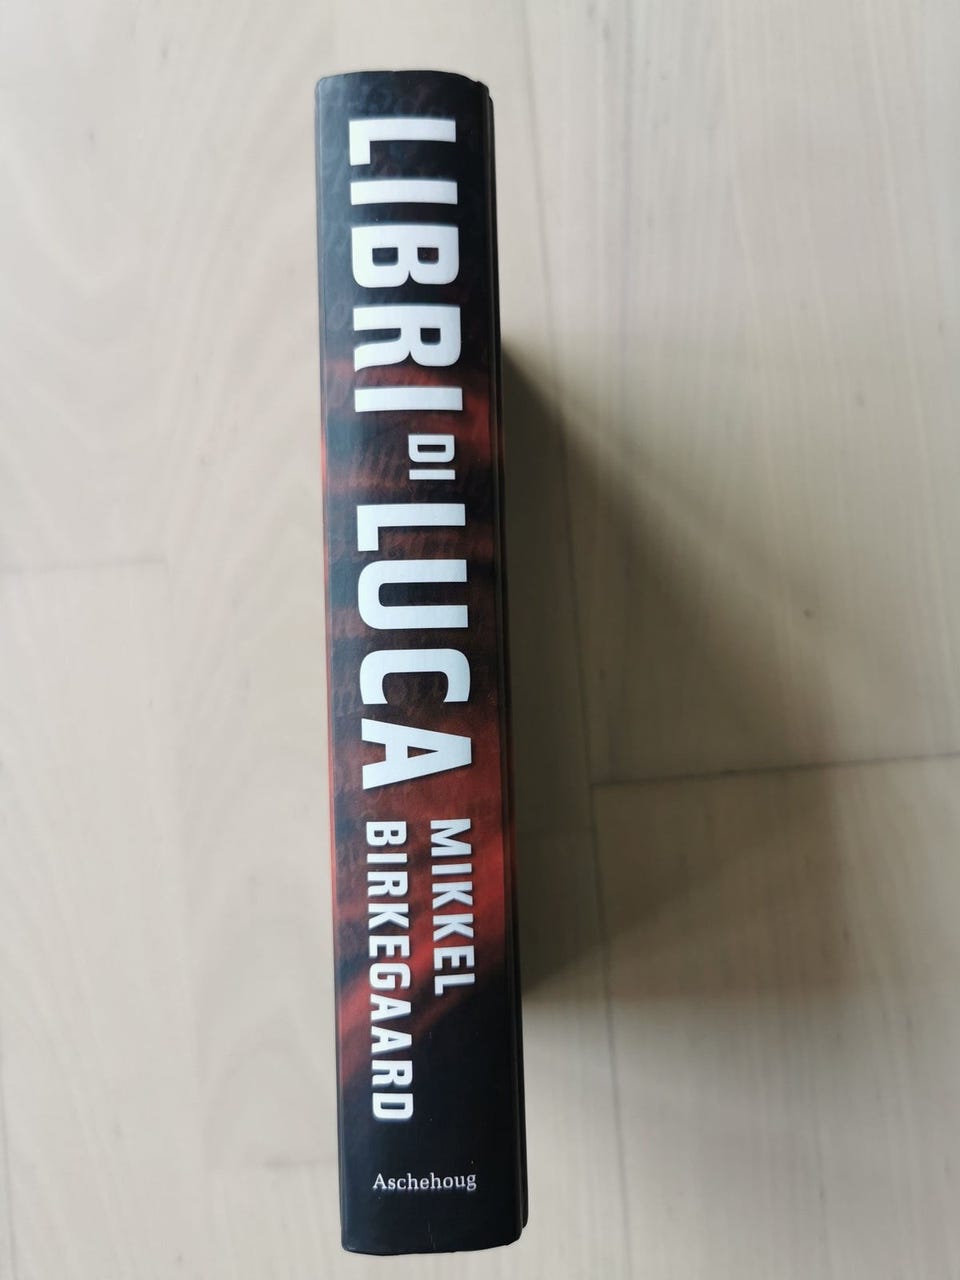 LIBRI DI LUCA
MIKKEL
BIRKEGAARD
Aschehoug